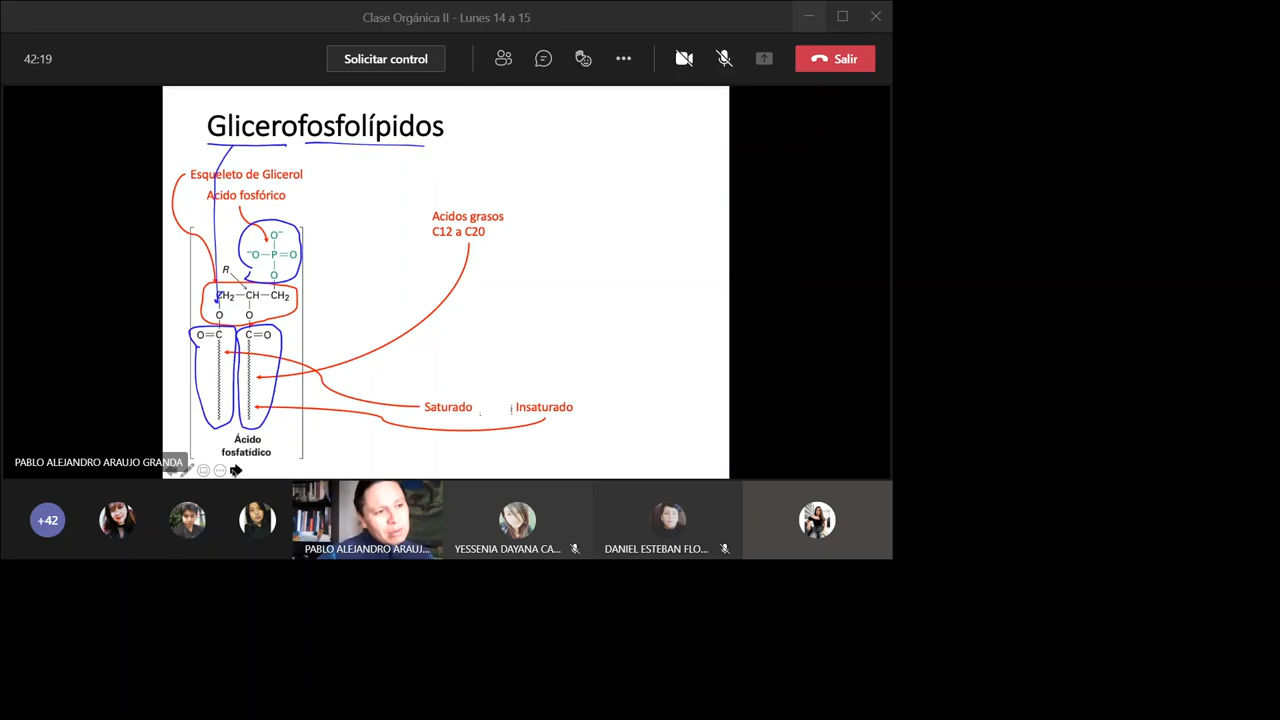 Clase Orgánica II - Lunes 14 a 15
42:19
Solicitar control
Salir
Glicerofosfolípidos
Esqueleto de Glicerol
Acido fosfórico
Acidos grasos
C12 a C20
O⁻
⁻O—P=O
O
R
CH₂—CH—CH₂
O O
O=C C=O
Saturado Insaturado
Ácido
fosfatídico
PABLO ALEJANDRO ARAUJO GRANDA
+42
PABLO ALEJANDRO ARAUJ...
YESSENIA DAYANA CA...
DANIEL ESTEBAN FLO...